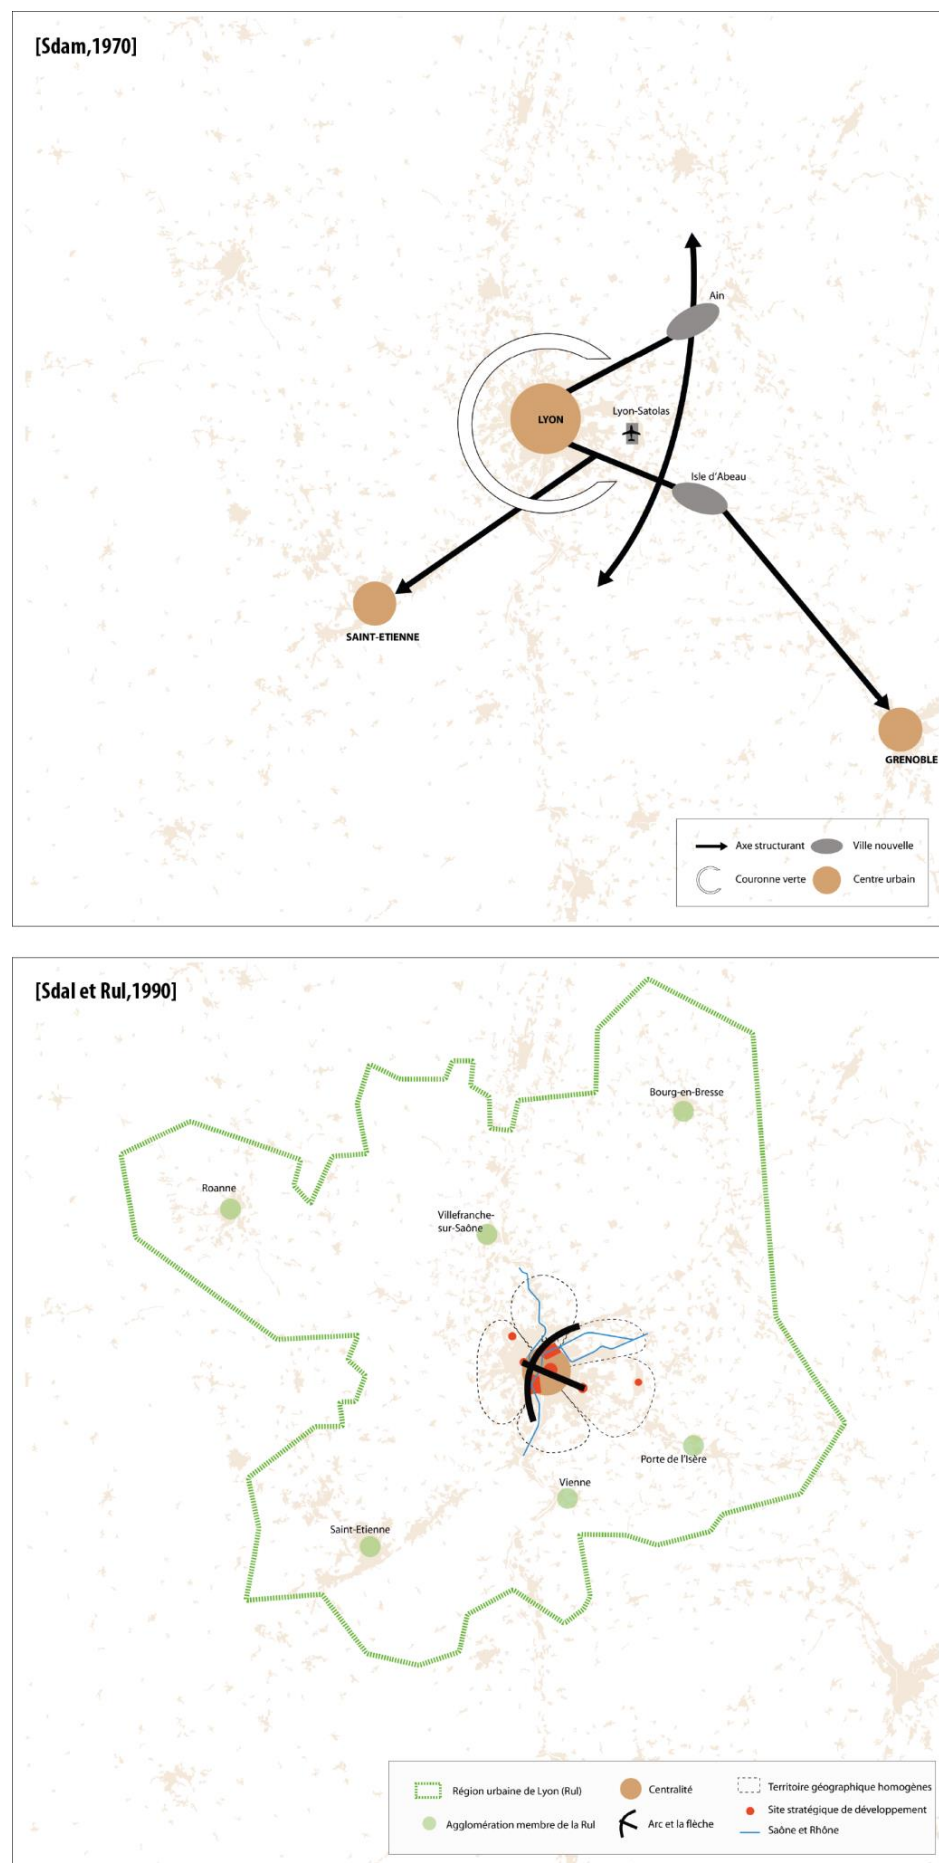 [Sdam,1970]
Ain
Lyon-Satolas
LYON
Isle d'Abeau
SAINT-ETIENNE
GRENOBLE
Axe structurant
Ville nouvelle
Couronne verte
Centre urbain
[Sdal et Rul,1990]
Bourg-en-Bresse
Roanne
Villefranche-
sur-Saône
Porte de l'Isère
Vienne
Saint-Etienne
Région urbaine de Lyon (Rul)
Centralité
Territoire géographique homogènes
Agglomération membre de la Rul
Arc et la flèche
Site stratégique de développement
Saône et Rhône